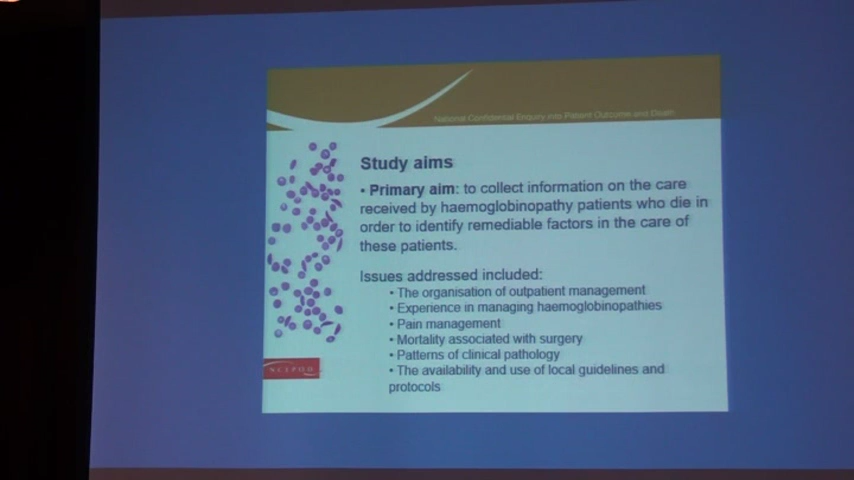 National Confidential Enquiry into Patient Outcome and Death
Study aims
• Primary aim: to collect information on the care
received by haemoglobinopathy patients who die in
order to identify remediable factors in the care of
these patients.
Issues addressed included:
• The organisation of outpatient management
• Experience in managing haemoglobinopathies
• Pain management
• Mortality associated with surgery
• Patterns of clinical pathology
• The availability and use of local guidelines and
protocols
NCEPOD